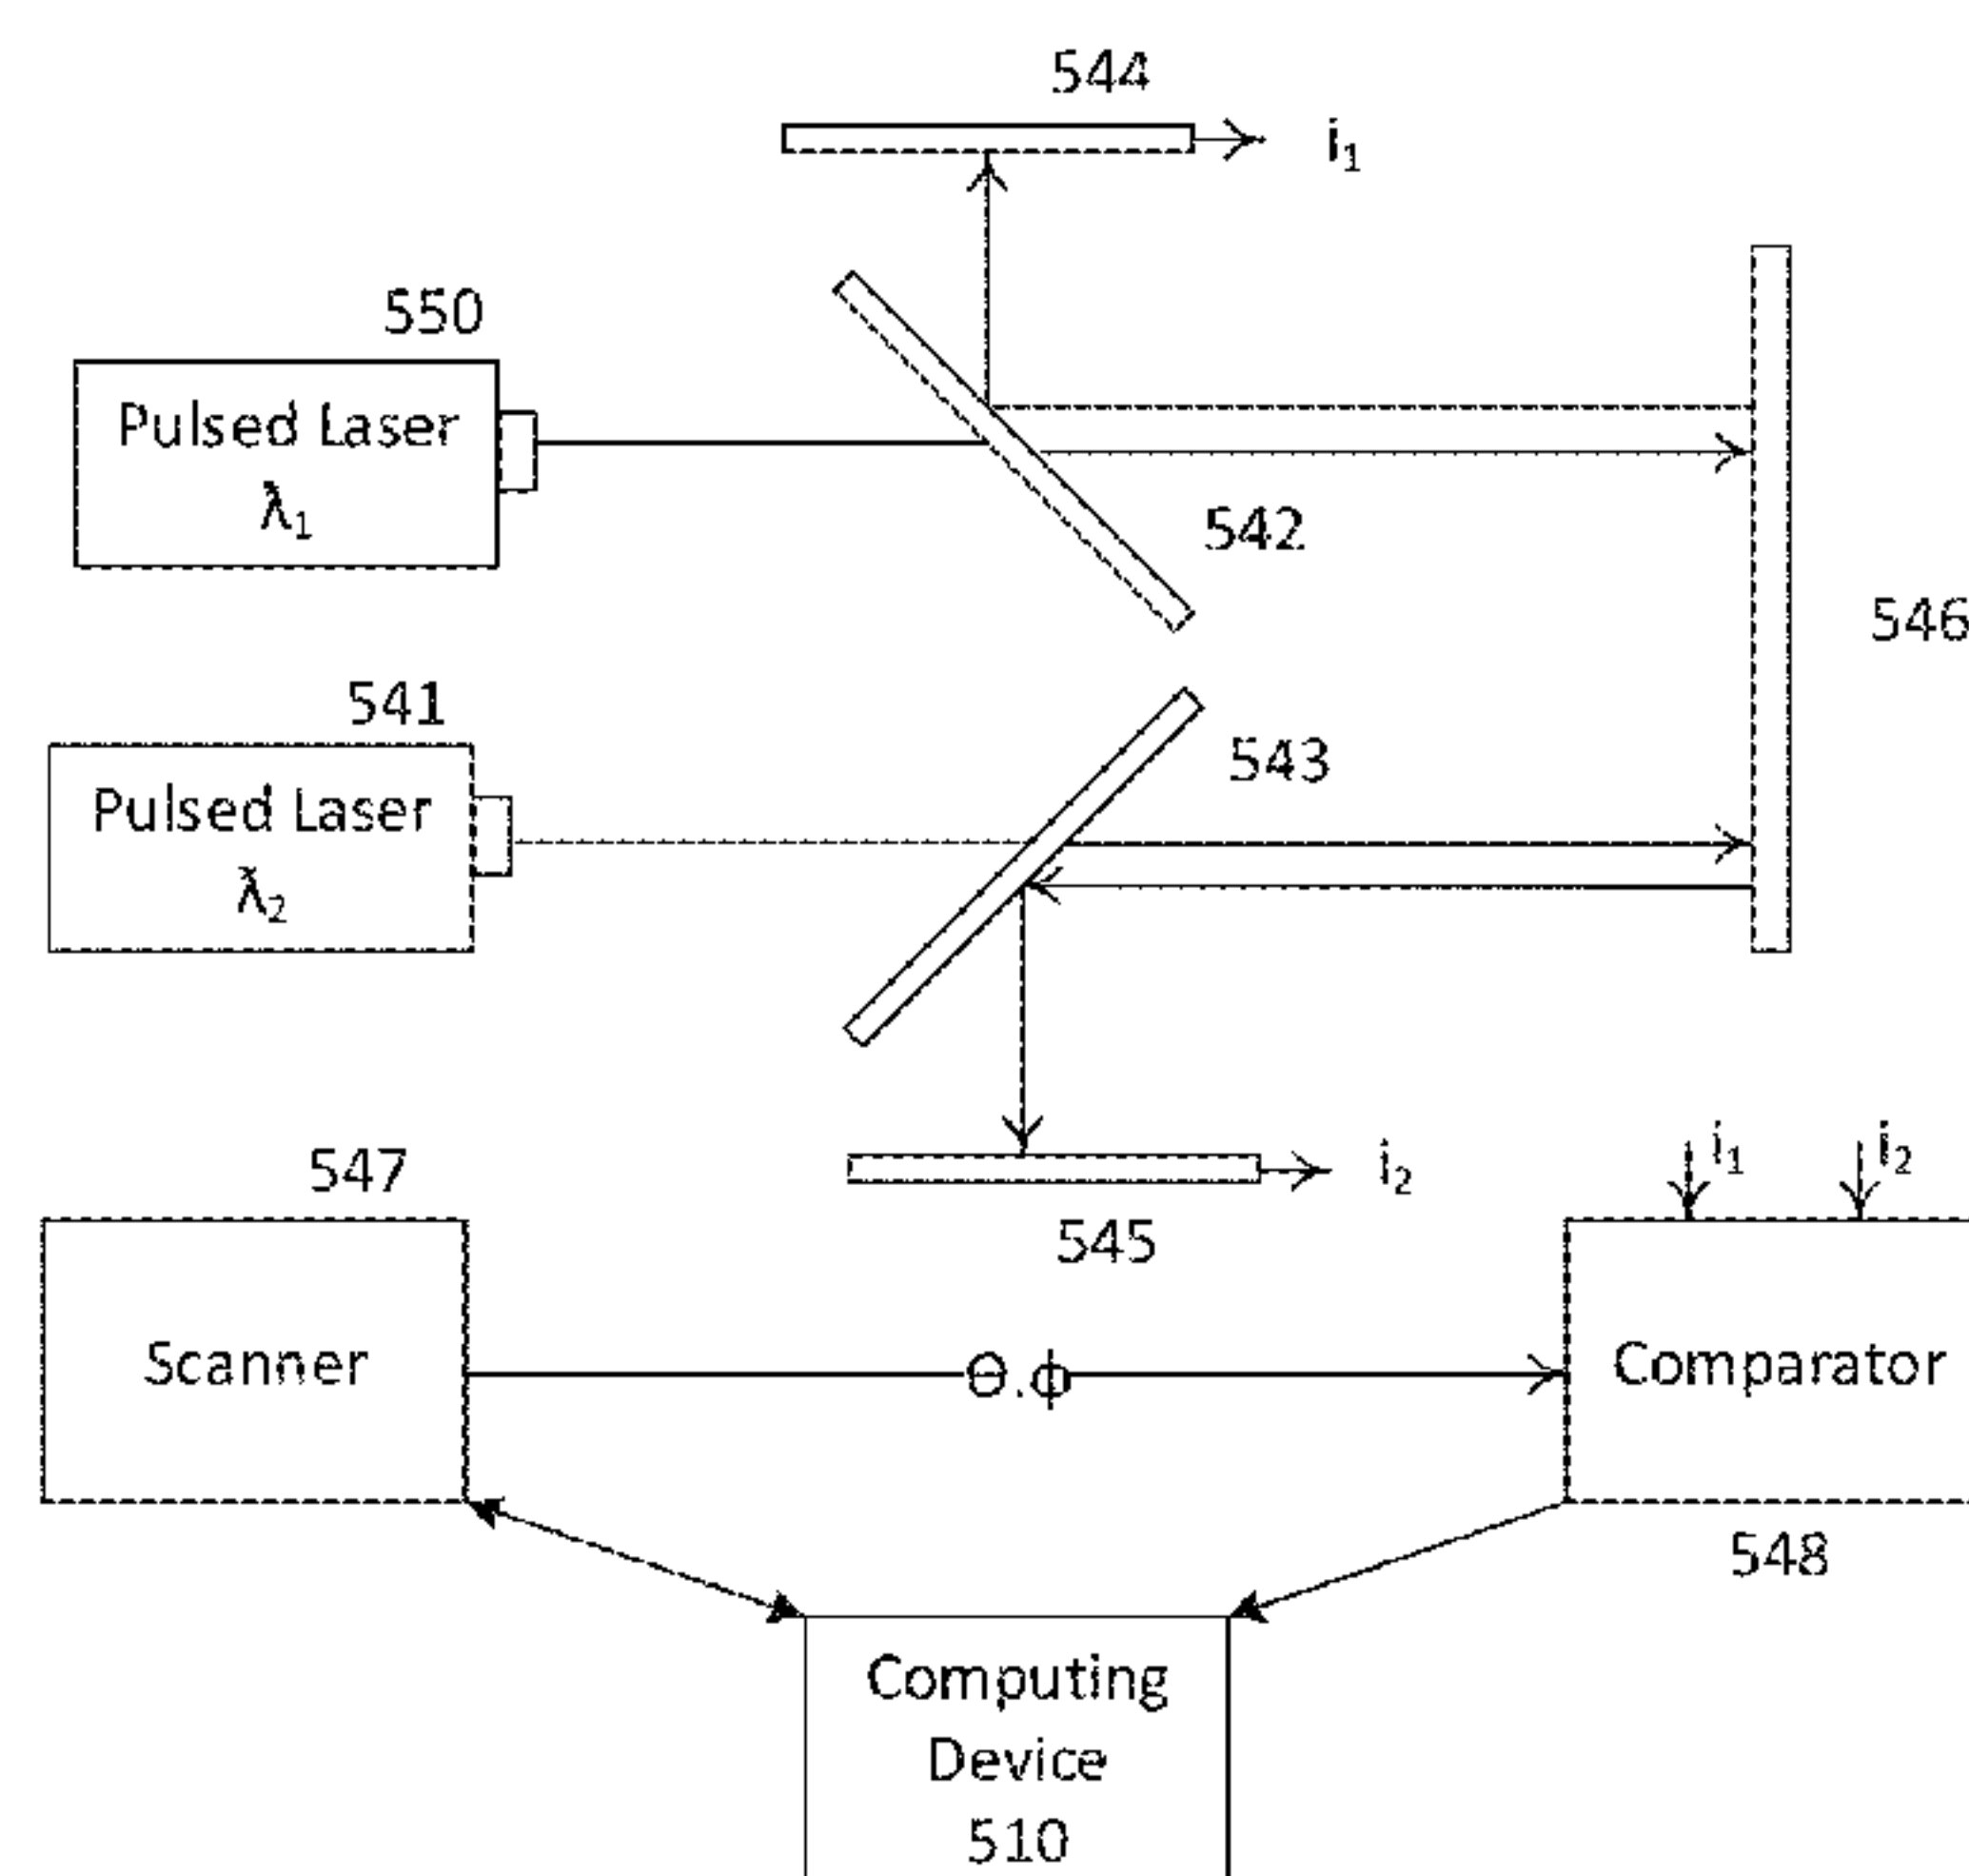 544
i₁
550
Pulsed Laser
λ₁
542
546
541
Pulsed Laser
λ₂
543
547
i₂
i₁
i₂
545
Scanner
Θ.ϕ
Comparator
548
Computing
Device
510